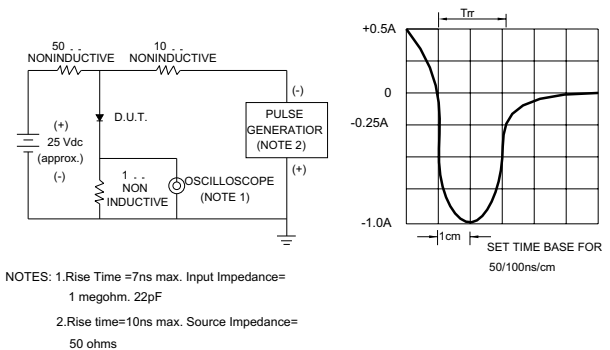 50 - -
NONINDUCTIVE
10 - -
NONINDUCTIVE
(+)
25 Vdc
(approx.)
(-)
D.U.T.
1 - -
NON
INDUCTIVE
OSCILLOSCOPE
(NOTE 1)
(-)
PULSE
GENERATIOR
(NOTE 2)
(+)
Trr
+0.5A
0
-0.25A
-1.0A
1cm
SET TIME BASE FOR
50/100ns/cm
NOTES: 1.Rise Time =7ns max. Input Impedance=
1 megohm. 22pF
2.Rise time=10ns max. Source Impedance=
50 ohms